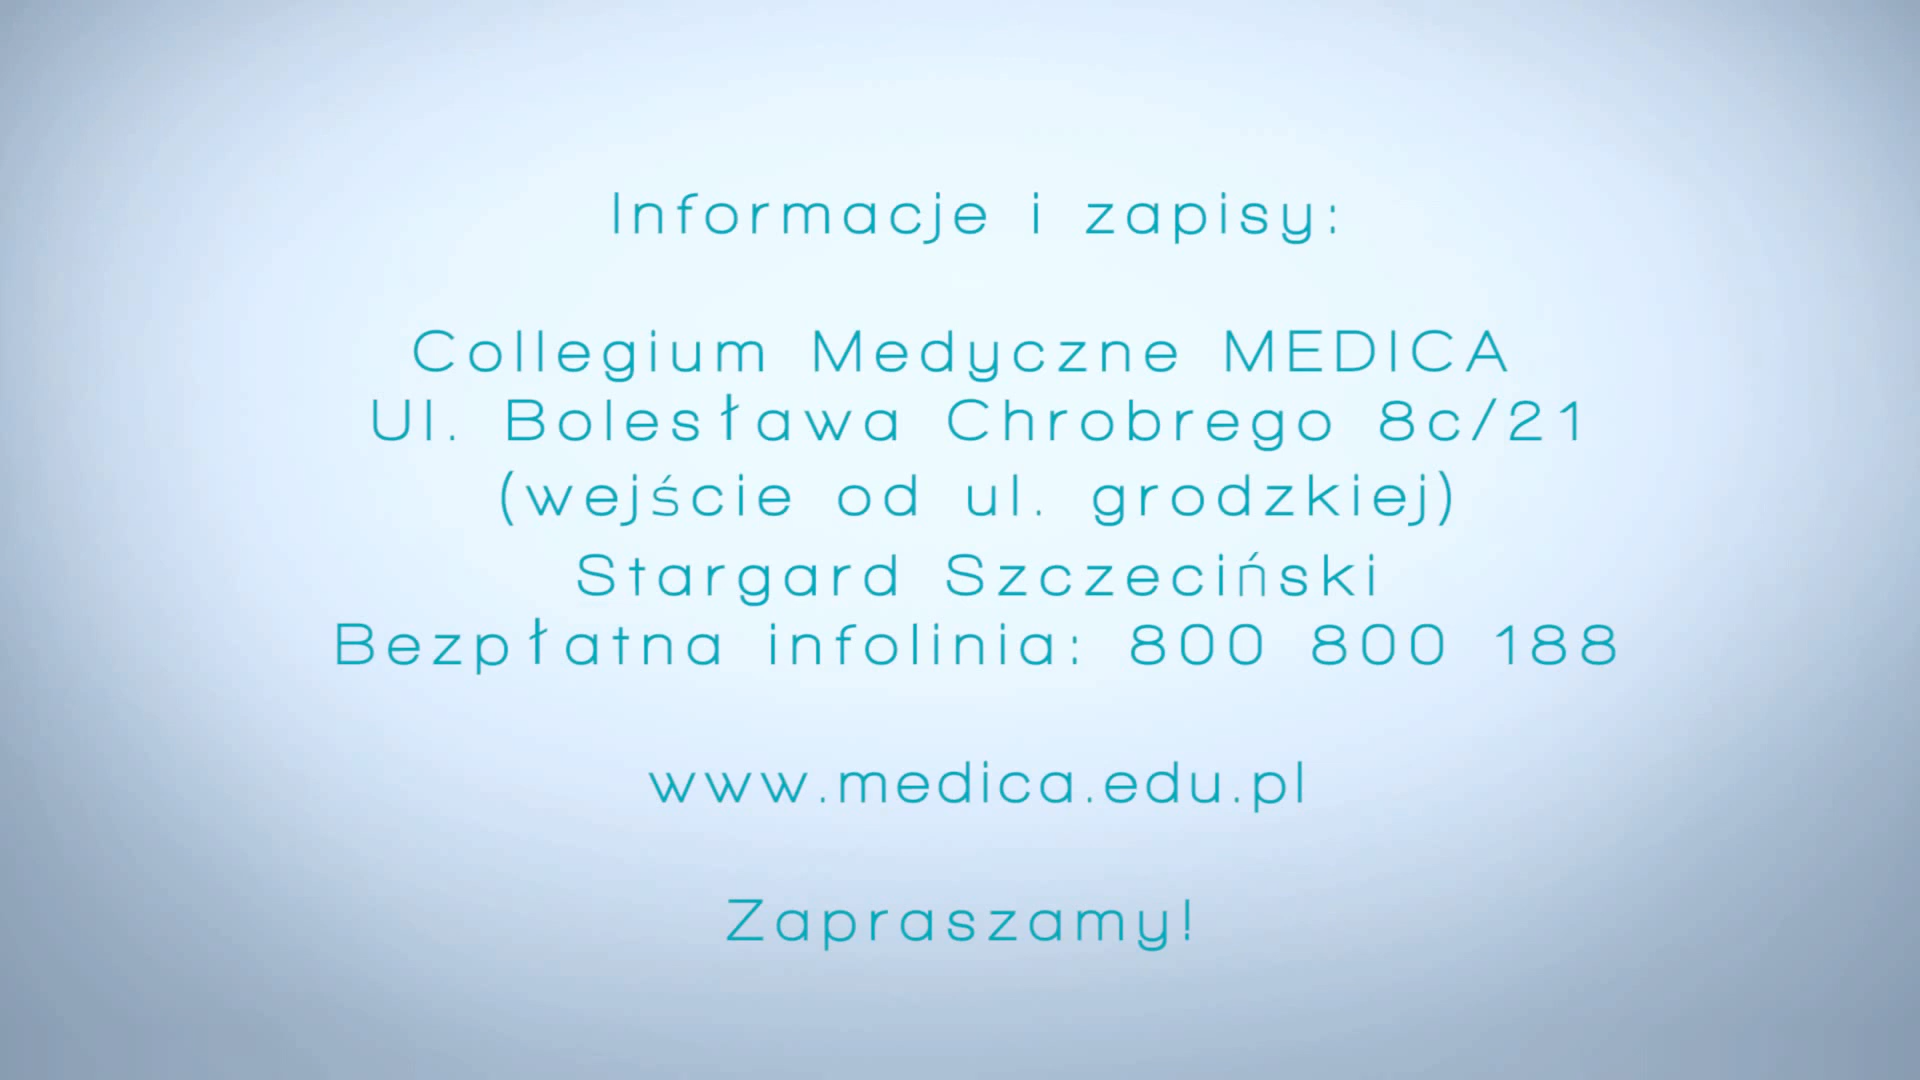 Informacje i zapisy:
Collegium Medyczne MEDICA
Ul. Bolesława Chrobrego 8c/21
(wejście od ul. grodzkiej)
Stargard Szczeciński
Bezpłatna infolinia: 800 800 188
www.medica.edu.pl
Zapraszamy!